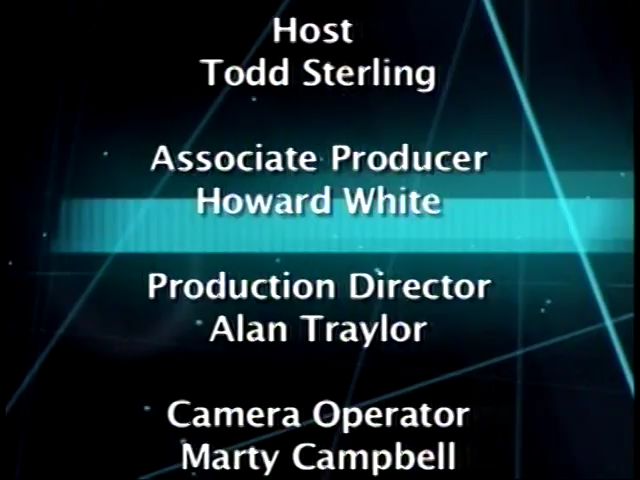 Host
Todd Sterling
Associate Producer
Howard White
Production Director
Alan Traylor
Camera Operator
Marty Campbell